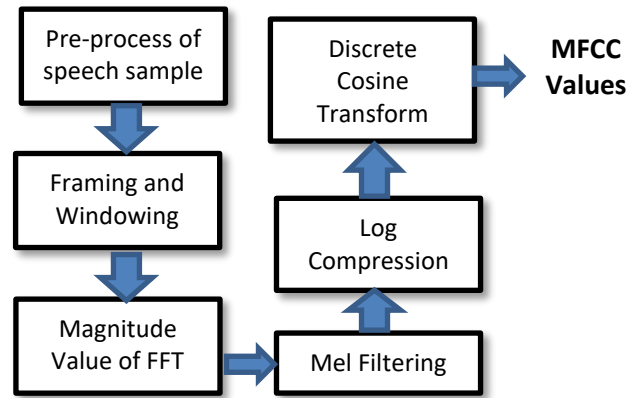 Pre-process of
speech sample
Framing and
Windowing
Magnitude
Value of FFT
Mel Filtering
Log
Compression
Discrete
Cosine
Transform
MFCC
Values